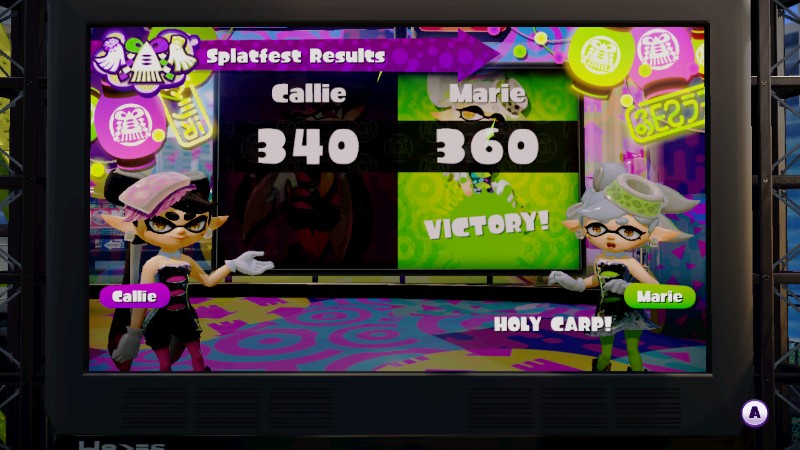 Splatfest Results
Callie
Marie
340
360
VICTORY!
Callie
Marie
HOLY CARP!
A